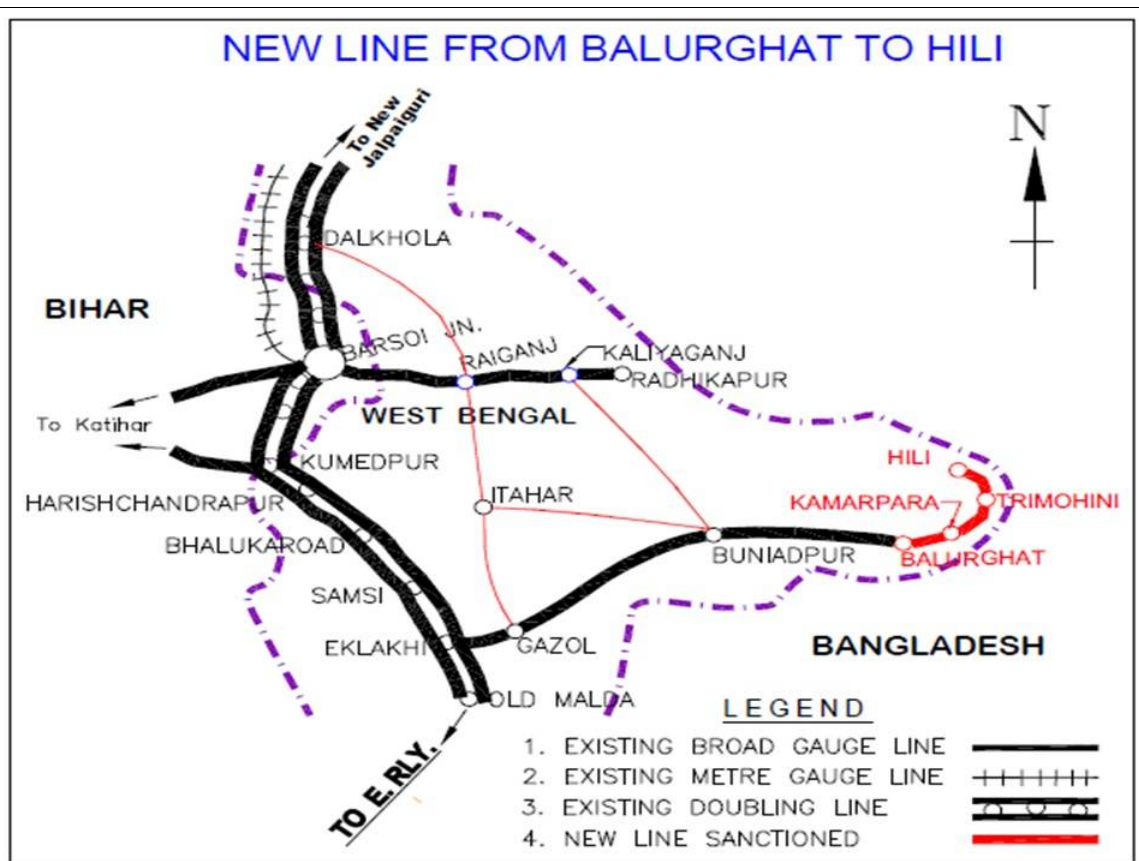 NEW LINE FROM BALURGHAT TO HILI
To New
Jalpaiguri
N
DALKHOLA
BIHAR
BARSOI JN.
RAIGANJ
KALIYAGANJ
RADHIKAPUR
To Katihar
WEST BENGAL
KUMEDPUR
HILI
HARISHCHANDRAPUR
ITAHAR
KAMARPARA
TRIMOHINI
BHALUKAROAD
BUNIADPUR
BALURGHAT
SAMSI
EKLAKHI
GAZOL
BANGLADESH
OLD MALDA
TO E. RLY.
LEGEND
1. EXISTING BROAD GAUGE LINE
2. EXISTING METRE GAUGE LINE
3. EXISTING DOUBLING LINE
4. NEW LINE SANCTIONED